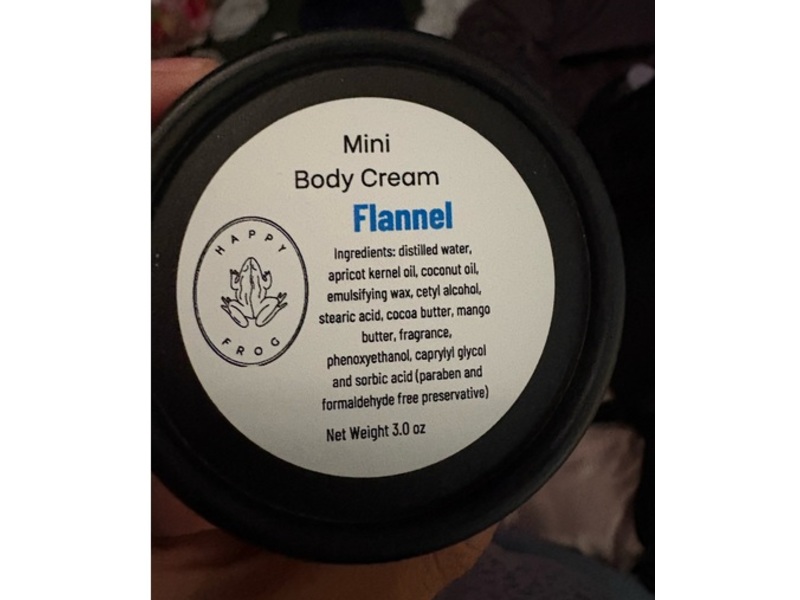 Mini
Body Cream
Flannel
HAPPY
FROG
Ingredients: distilled water,
apricot kernel oil, coconut oil,
emulsifying wax, cetyl alcohol,
stearic acid, cocoa butter, mango
butter, fragrance,
phenoxyethanol, caprylyl glycol
and sorbic acid (paraben and
formaldehyde free preservative)
Net Weight 3.0 oz